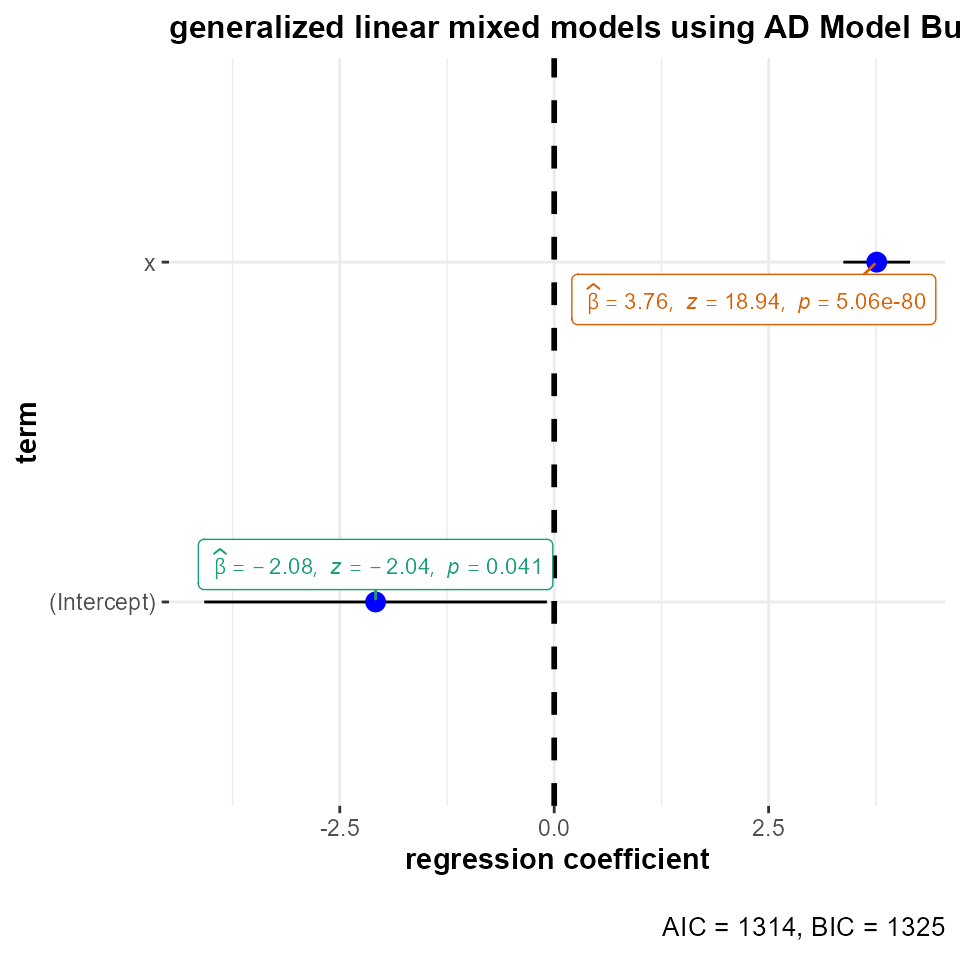 generalized linear mixed models using AD Model Bu
x
β̂ = 3.76, z = 18.94, p = 5.06e-80
term
β̂ = −2.08, z = −2.04, p = 0.041
(Intercept)
-2.5 0.0 2.5
regression coefficient
AIC = 1314, BIC = 1325